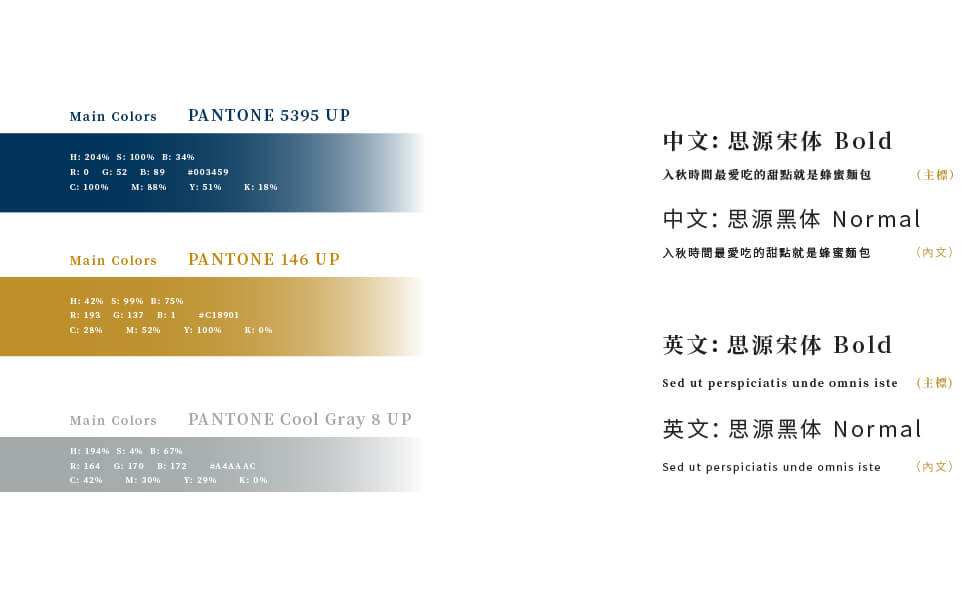 Main Colors PANTONE 5395 UP
H: 204% S: 100% B: 34%
R: 0 G: 52 B: 89 #003459
C: 100% M: 88% Y: 51% K: 18%
Main Colors PANTONE 146 UP
H: 42% S: 99% B: 75%
R: 193 G: 137 B: 1 #C18901
C: 28% M: 52% Y: 100% K: 0%
Main Colors PANTONE Cool Gray 8 UP
H: 194% S: 4% B: 67%
R: 164 G: 170 B: 172 #A4AAAC
C: 42% M: 30% Y: 29% K: 0%
中文: 思源宋体 Bold
入秋時間最愛吃的甜點就是蜂蜜麵包 (主標)
中文: 思源黑体 Normal
入秋時間最愛吃的甜點就是蜂蜜麵包 (內文)
英文: 思源宋体 Bold
Sed ut perspiciatis unde omnis iste (主標)
英文: 思源黑体 Normal
Sed ut perspiciatis unde omnis iste (內文)